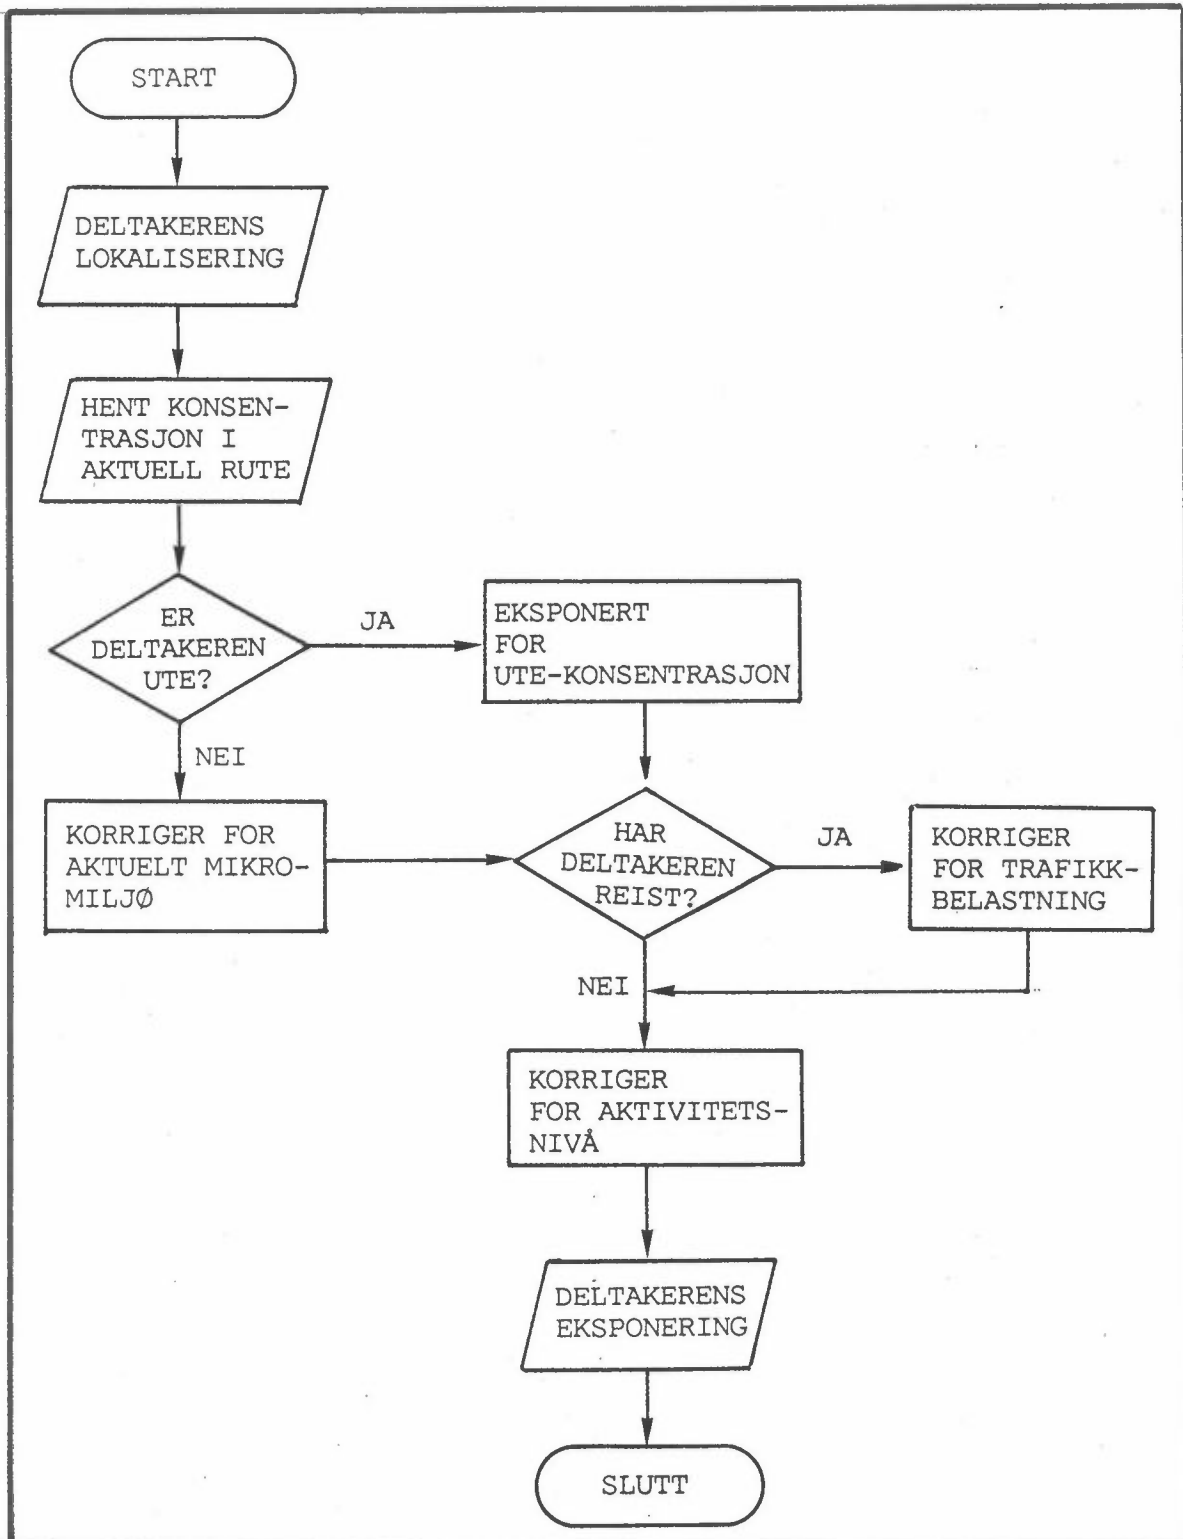 START
DELTAKERENS
LOKALISERING
HENT KONSEN-
TRASJON I
AKTUELL RUTE
ER
DELTAKEREN
UTE?
JA
EKSPONERT
FOR
UTE-KONSENTRASJON
NEI
KORRIGER FOR
AKTUELT MIKRO-
MILJØ
HAR
DELTAKEREN
REIST?
JA
KORRIGER
FOR TRAFIKK-
BELASTNING
NEI
KORRIGER
FOR AKTIVITETS-
NIVÅ
DELTAKERENS
EKSPONERING
SLUTT